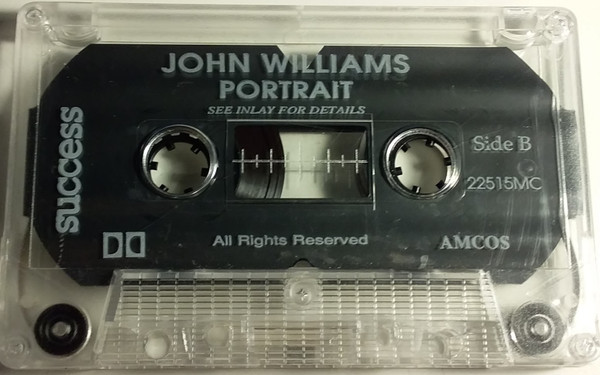 JOHN WILLIAMS
PORTRAIT
SEE INLAY FOR DETAILS
success
Side B
22515MC
All Rights Reserved
AMCOS